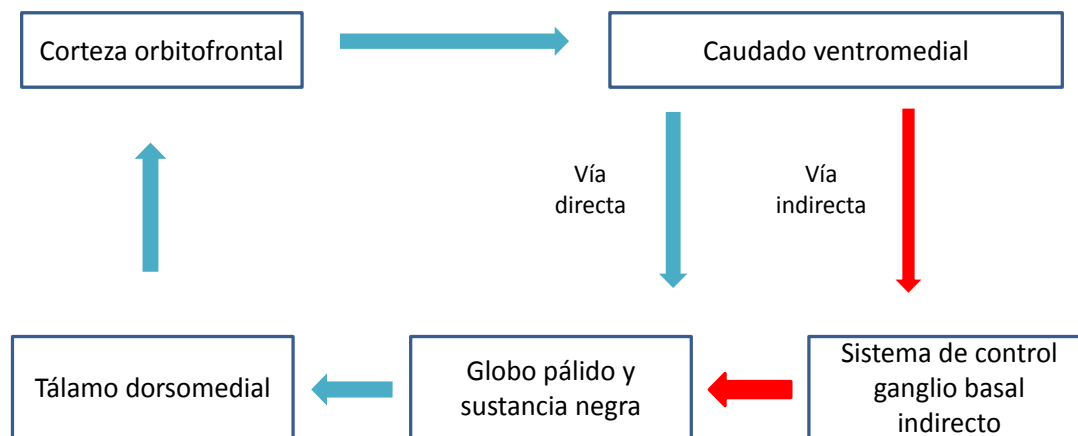 Corteza orbitofrontal
Caudado ventromedial
Vía
directa
Vía
indirecta
Tálamo dorsomedial
Globo pálido y
sustancia negra
Sistema de control
ganglio basal
indirecto